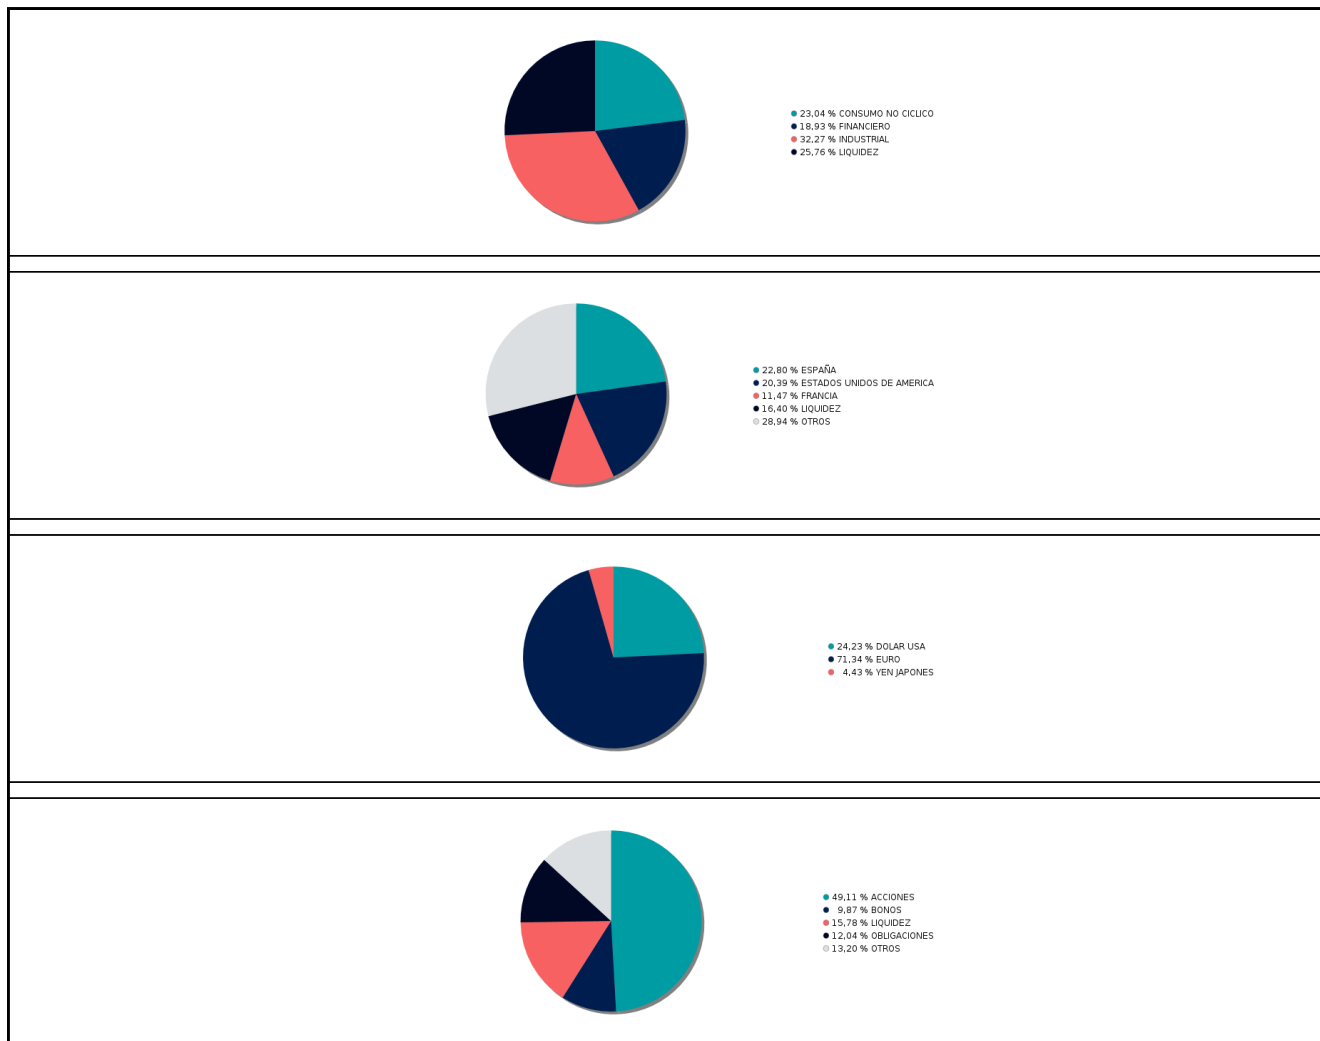 23,04 % CONSUMO NO CICLICO
18,93 % FINANCIERO
32,27 % INDUSTRIAL
25,76 % LIQUIDEZ
22,80 % ESPAÑA
20,39 % ESTADOS UNIDOS DE AMERICA
11,47 % FRANCIA
16,40 % LIQUIDEZ
28,94 % OTROS
24,23 % DOLAR USA
71,34 % EURO
4,43 % YEN JAPONES
49,11 % ACCIONES
9,87 % BONOS
15,78 % LIQUIDEZ
12,04 % OBLIGACIONES
13,20 % OTROS